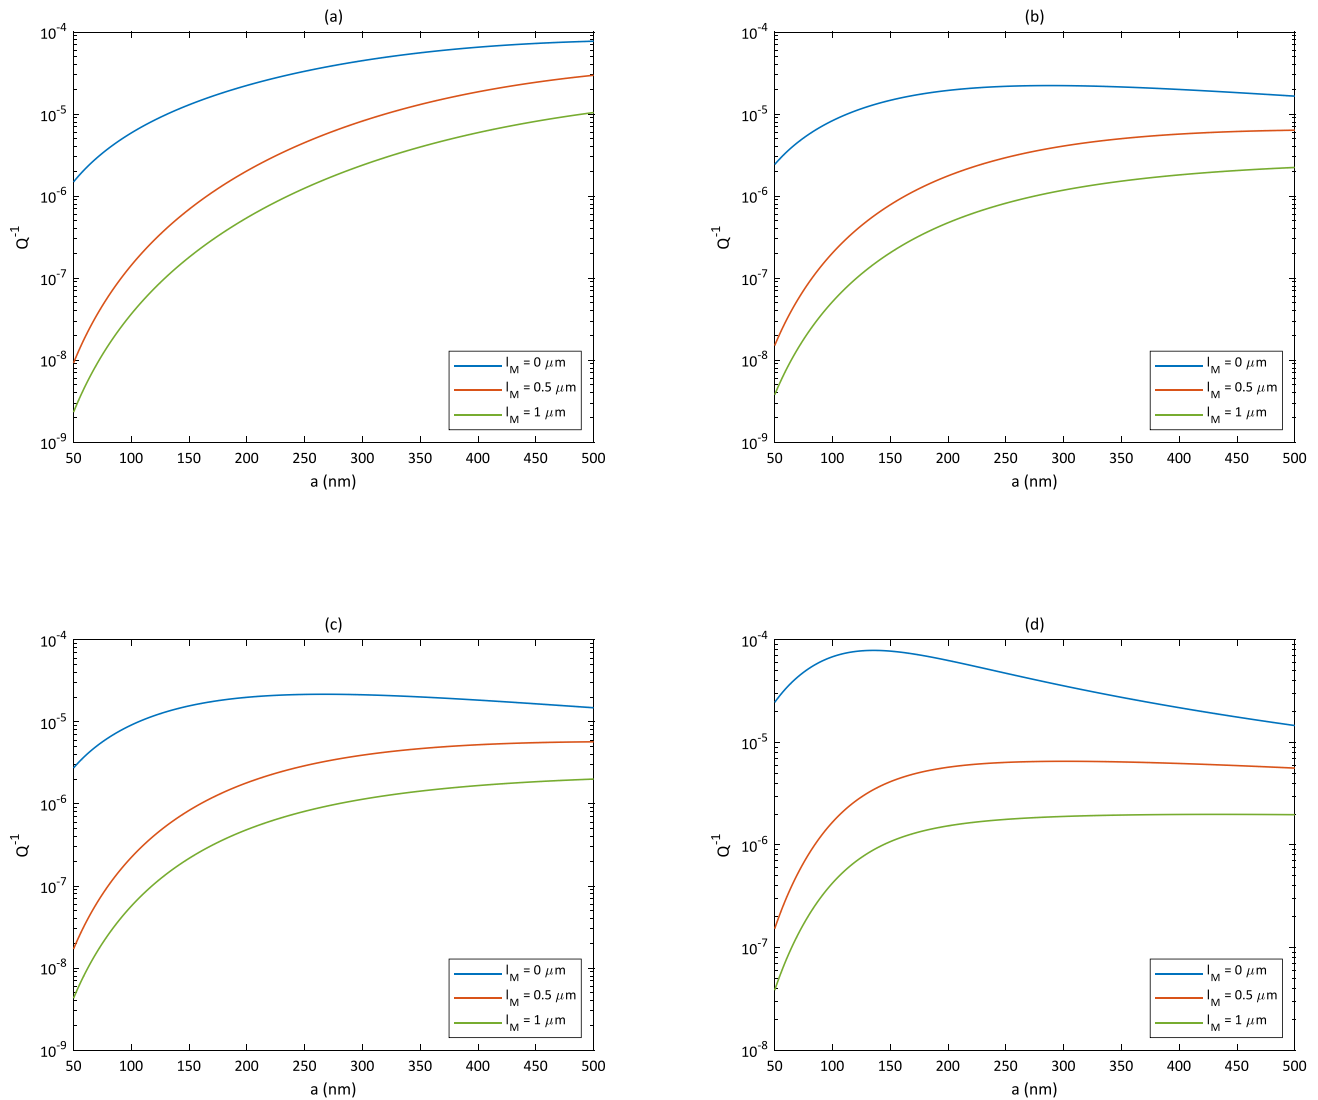 (a)
10^-4
10^-5
10^-6
10^-7
10^-8
10^-9
Q^-1
50 100 150 200 250 300 350 400 450 500
a (nm)
l_M = 0 μm
l_M = 0.5 μm
l_M = 1 μm
(b)
10^-4
10^-5
10^-6
10^-7
10^-8
10^-9
Q^-1
50 100 150 200 250 300 350 400 450 500
a (nm)
l_M = 0 μm
l_M = 0.5 μm
l_M = 1 μm
(c)
10^-4
10^-5
10^-6
10^-7
10^-8
10^-9
Q^-1
50 100 150 200 250 300 350 400 450 500
a (nm)
l_M = 0 μm
l_M = 0.5 μm
l_M = 1 μm
(d)
10^-4
10^-5
10^-6
10^-7
10^-8
Q^-1
50 100 150 200 250 300 350 400 450 500
a (nm)
l_M = 0 μm
l_M = 0.5 μm
l_M = 1 μm